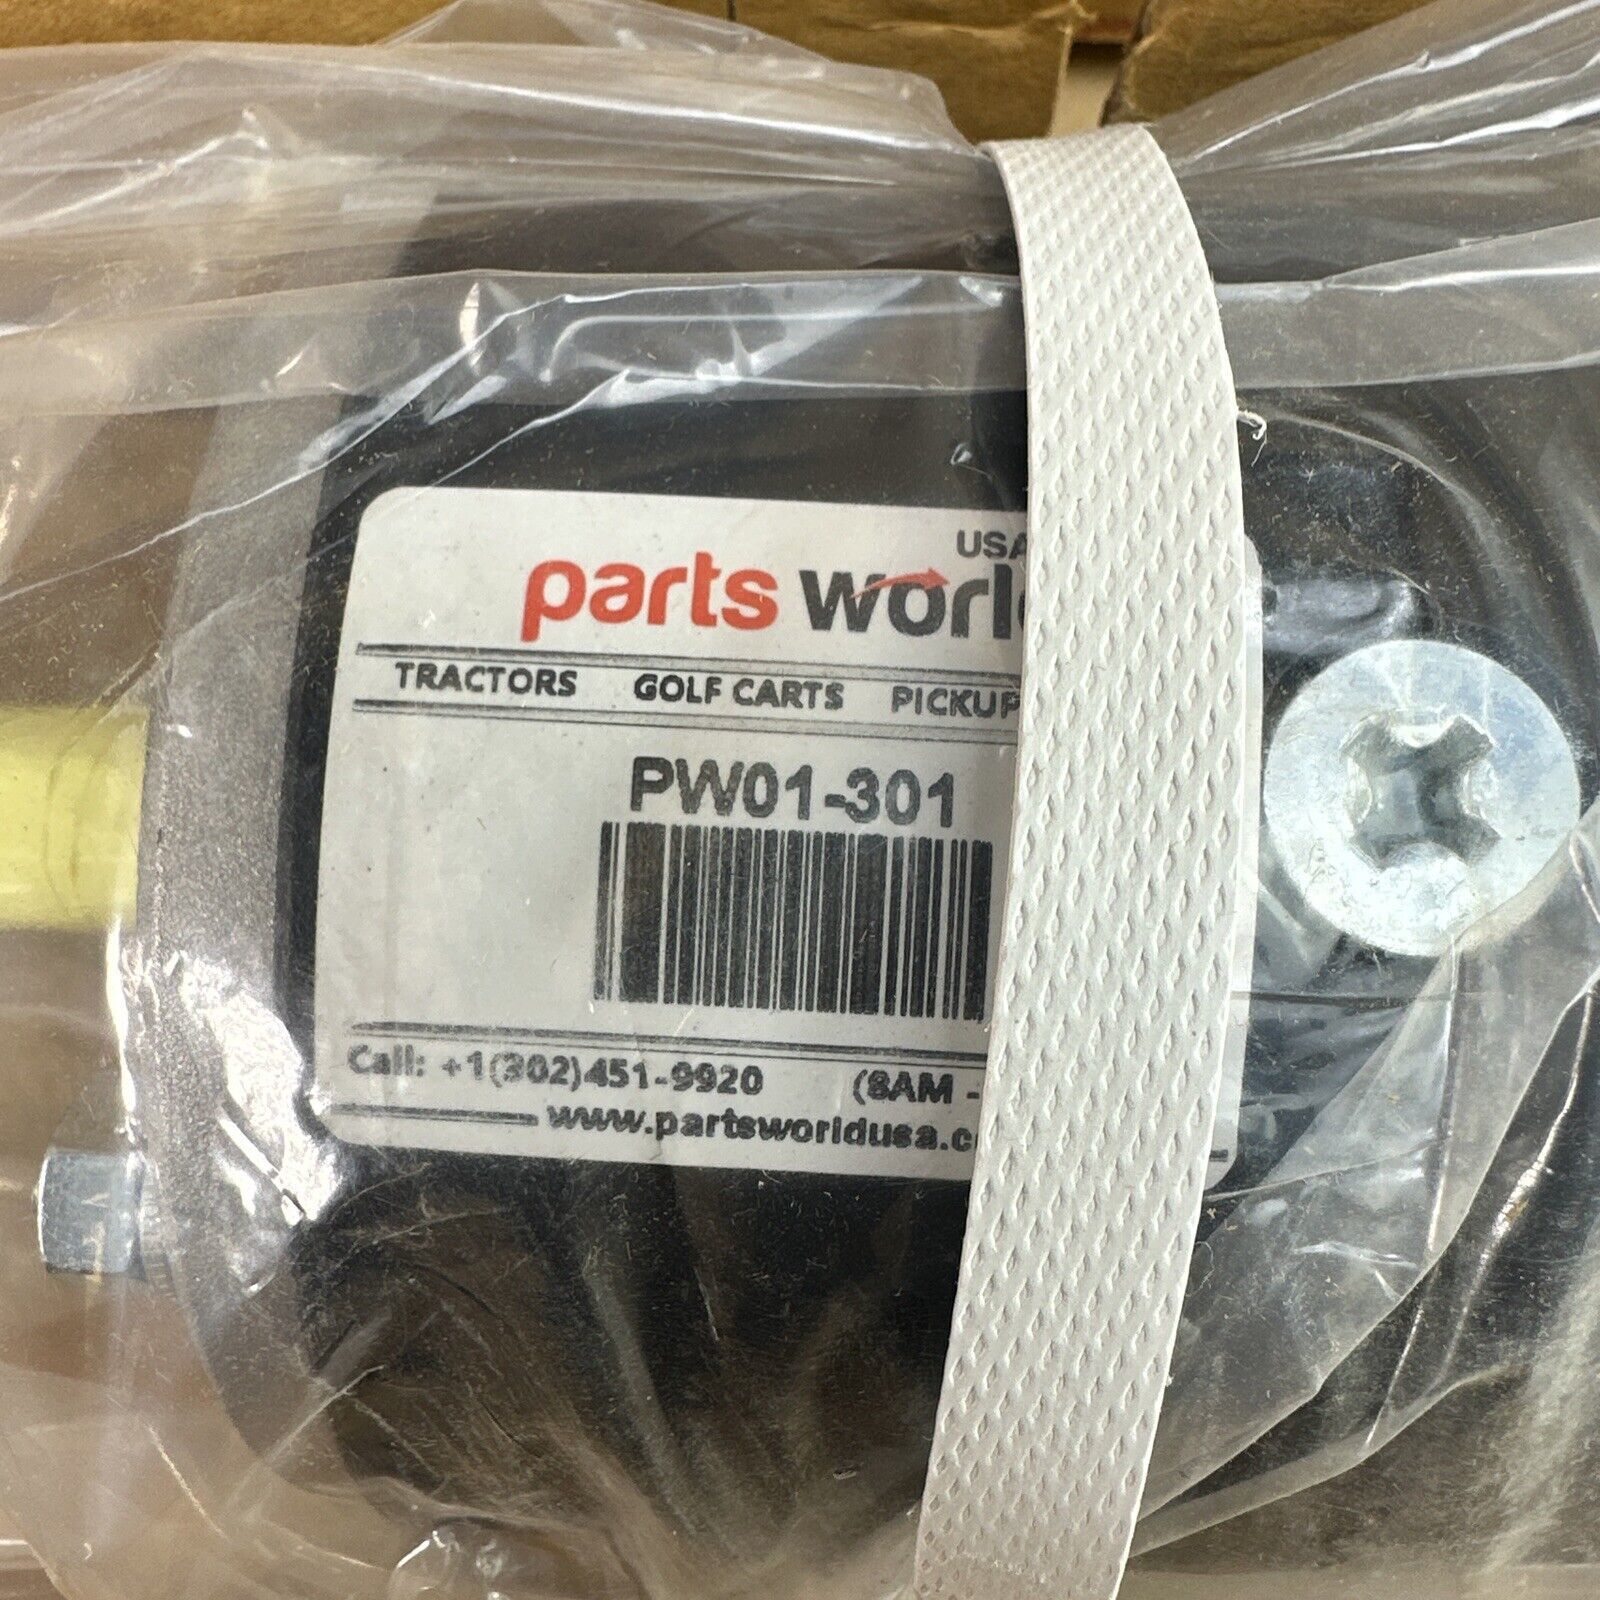 USA
parts worl
TRACTORS GOLF CARTS PICKUP
PW01-301
Call: +1(302)451-9920 (8AM -
www.partsworldusa.c